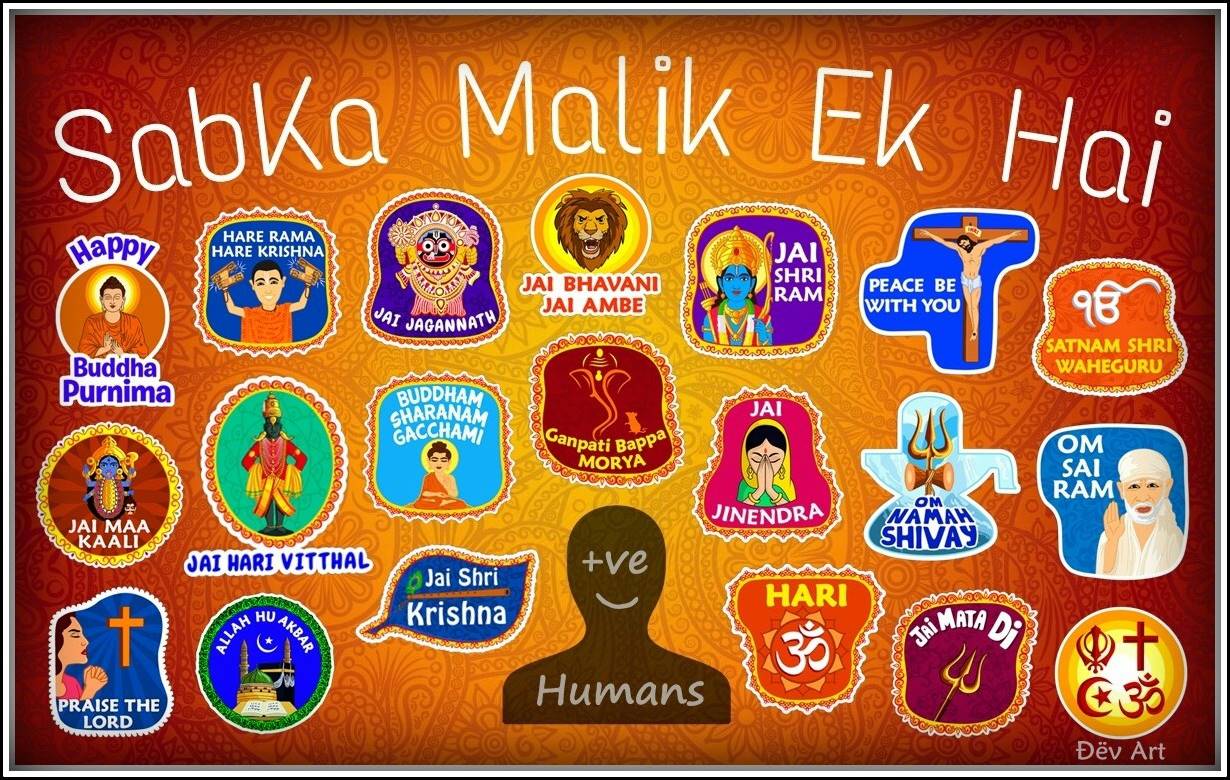 SabKa Malik Ek Hai
Happy
Buddha
Purnima
HARE RAMA
HARE KRISHNA
JAI JAGANNATH
JAI BHAVANI
JAI AMBE
JAI
SHRI
RAM
PEACE BE
WITH YOU
ੴ
SATNAM SHRI
WAHEGURU
JAI MAA
KAALI
JAI HARI VITTHAL
BUDDHAM
SHARANAM
GACCHAMI
Ganpati Bappa
MORYA
JAI
JINENDRA
OM
NAMAH
SHIVAY
OM
SAI
RAM
PRAISE THE
LORD
ALLAH HU AKBAR
Jai Shri
Krishna
+ve
Humans
HARI
ॐ
Jai MATA Di
ॐ
Ðëv Art